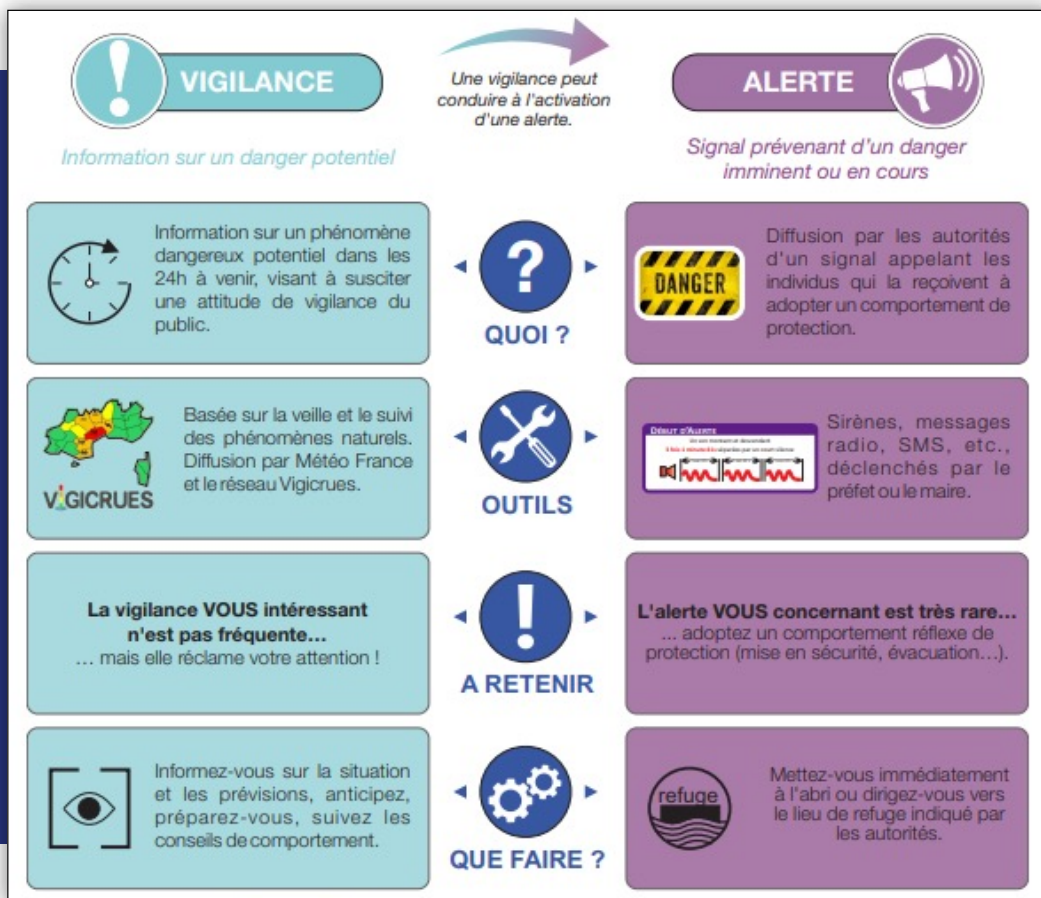 VIGILANCE
Information sur un danger potentiel
Une vigilance peut
conduire à l'activation
d'une alerte.
ALERTE
Signal prévenant d'un danger
imminent ou en cours
Information sur un phénomène
dangereux potentiel dans les
24h à venir, visant à susciter
une attitude de vigilance du
public.
QUOI ?
DANGER
Diffusion par les autorités
d'un signal appelant les
individus qui la reçoivent à
adopter un comportement de
protection.
VIGICRUES
Basée sur la veille et le suivi
des phénomènes naturels.
Diffusion par Météo France
et le réseau Vigicrues.
OUTILS
DÉBUT D'ALERTE
Un son montant et descendant
Sirènes, messages
radio, SMS, etc.,
déclenchés par le
préfet ou le maire.
La vigilance VOUS intéressant
n'est pas fréquente…
… mais elle réclame votre attention !
A RETENIR
L'alerte VOUS concernant est très rare…
... adoptez un comportement réflexe de
protection (mise en sécurité, évacuation…).
Informez-vous sur la situation
et les prévisions, anticipez,
préparez-vous, suivez les
conseils de comportement.
QUE FAIRE ?
refuge
Mettez-vous immédiatement
à l'abri ou dirigez-vous vers
le lieu de refuge indiqué par
les autorités.